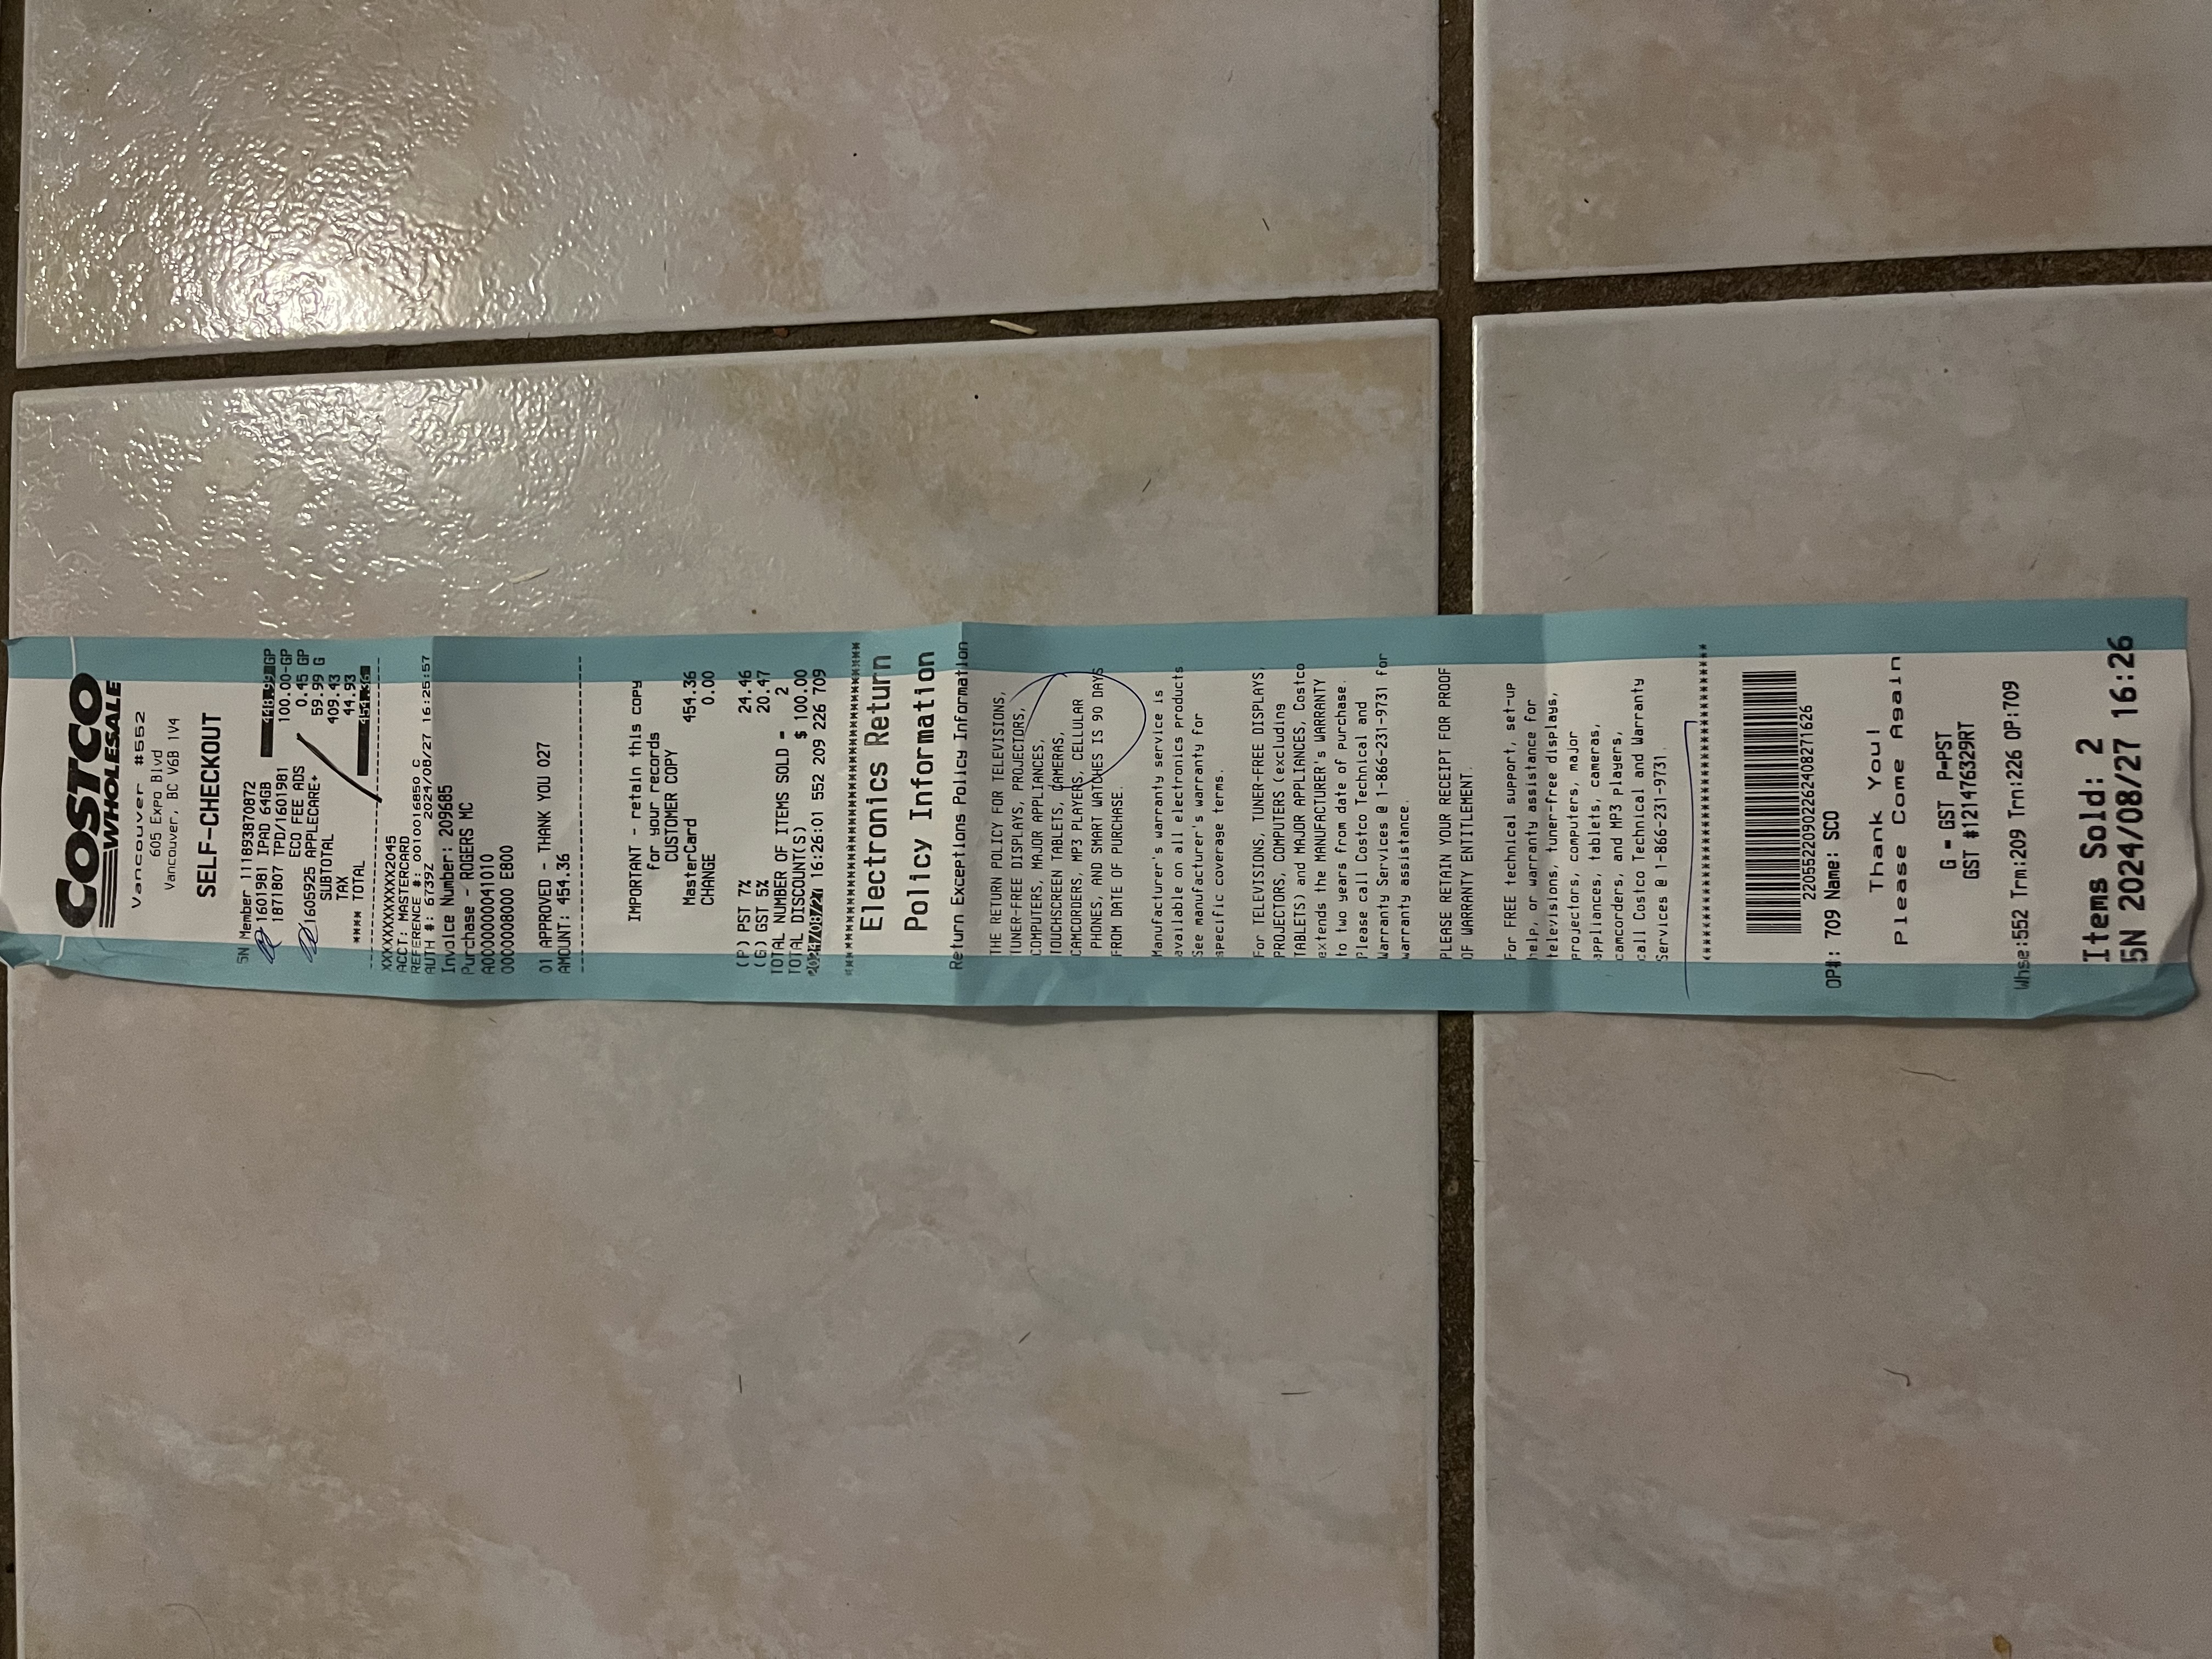 COSTCO
WHOLESALE
Vancouver #552
605 Expo Blvd
Vancouver, BC V6B 1V4
SELF-CHECKOUT
5N Member 111893870872
1601981 IPAD 64GB 448.99 GP
1871807 TPD/1601981 100.00-GP
ECO FEE ADS 0.45 GP
1605925 APPLECARE+ 59.99 G
SUBTOTAL 409.43
TAX 44.93
**** TOTAL 454.36
XXXXXXXXXXXX2045
ACCT: MASTERCARD
REFERENCE #: 0010016850 C
AUTH #: 6739Z 2024/08/27 16:25:57
Invoice Number: 209685
Purchase - ROGERS MC
A0000000041010
0000008000 E800
01 APPROVED - THANK YOU 027
AMOUNT: 454.36
IMPORTANT - retain this copy
for your records
CUSTOMER COPY
MasterCard 454.36
CHANGE 0.00
(P) PST 7% 24.46
(G) GST 5% 20.47
TOTAL NUMBER OF ITEMS SOLD = 2
TOTAL DISCOUNT(S) $ 100.00
2024/08/27 16:26:01 552 209 226 709
Electronics Return
Policy Information
Return Exceptions Policy Information
THE RETURN POLICY FOR TELEVISIONS,
TUNER-FREE DISPLAYS, PROJECTORS,
COMPUTERS, MAJOR APPLIANCES,
TOUCHSCREEN TABLETS, CAMERAS,
CAMCORDERS, MP3 PLAYERS, CELLULAR
PHONES, AND SMART WATCHES IS 90 DAYS
FROM DATE OF PURCHASE.
Manufacturer's warranty service is
available on all electronics products
See manufacturer's warranty for
specific coverage terms.
For TELEVISIONS, TUNER-FREE DISPLAYS,
PROJECTORS, COMPUTERS (excluding
TABLETS) and MAJOR APPLIANCES, Costco
extends the MANUFACTURER's WARRANTY
to two years from date of purchase.
Please call Costco Technical and
Warranty Services @ 1-866-231-9731 for
warranty assistance.
PLEASE RETAIN YOUR RECEIPT FOR PROOF
OF WARRANTY ENTITLEMENT.
For FREE technical support, set-up
help, or warranty assistance for
televisions, tuner-free displays,
projectors, computers, major
appliances, tablets, cameras,
camcorders, and MP3 players,
call Costco Technical and Warranty
Services @ 1-866-231-9731.
22055220902262408271626
OP#: 709 Name: SCO
Thank You!
Please Come Again
G = GST P=PST
GST #121476329RT
Whse:552 Trm:209 Trn:226 OP:709
Items Sold: 2
5N 2024/08/27 16:26